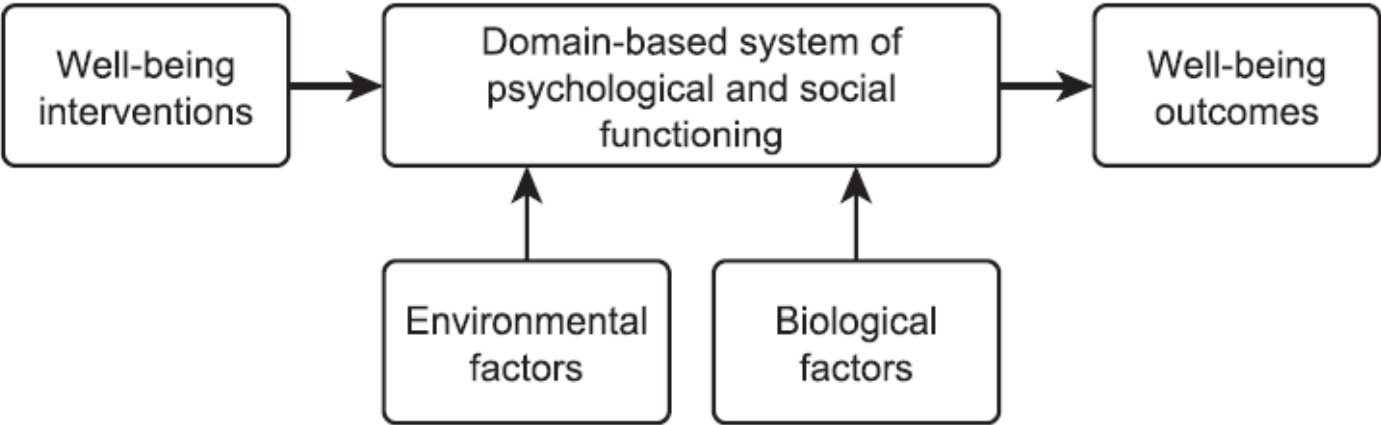 Well-being
interventions
Domain-based system of
psychological and social
functioning
Well-being
outcomes
Environmental
factors
Biological
factors